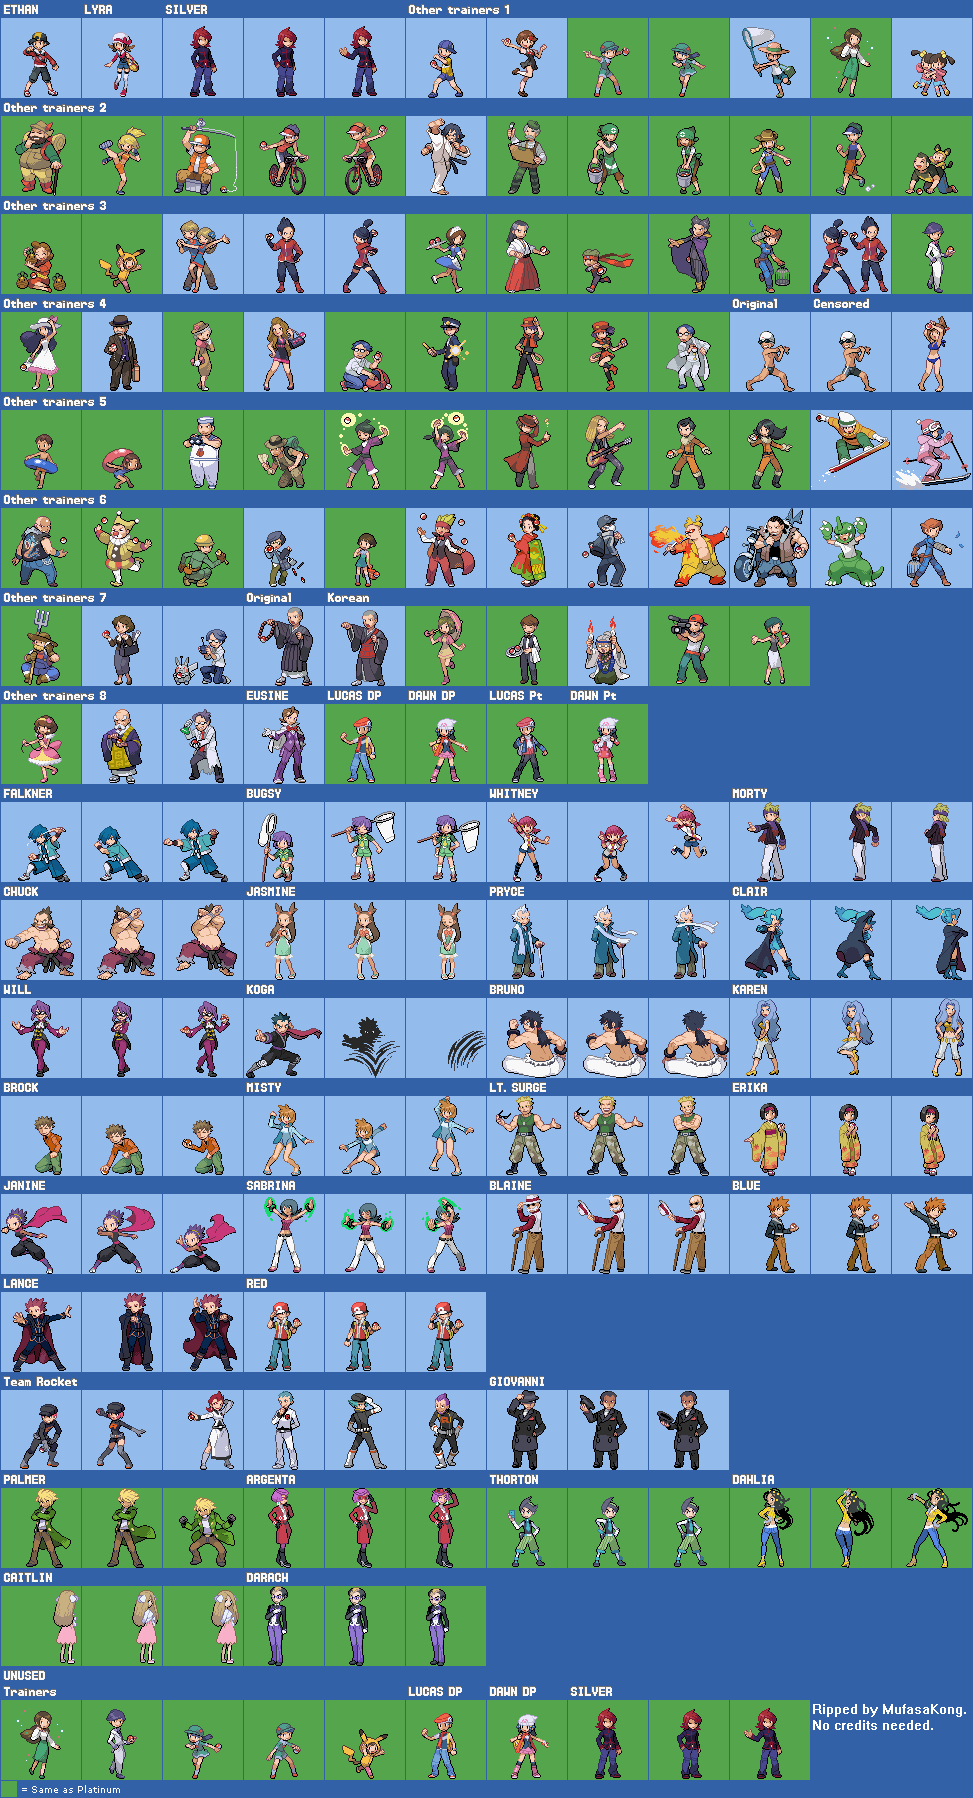 ETHAN LYRA SILVER Other trainers 1
Other trainers 2
Other trainers 3
Other trainers 4 Original Censored
Other trainers 5
Other trainers 6
Other trainers 7 Original Korean
Other trainers 8 EUSINE LUCAS DP DAWN DP LUCAS Pt DAWN Pt
FALKNER BUGSY WHITNEY MORTY
CHUCK JASMINE PRYCE CLAIR
WILL KOGA BRUNO KAREN
BROCK MISTY LT. SURGE ERIKA
JANINE SABRINA BLAINE BLUE
LANCE RED
Team Rocket GIOVANNI
PALMER ARGENTA THORTON DAHLIA
CAITLIN DARACH
UNUSED
Trainers LUCAS DP DAWN DP SILVER
Ripped by MufasaKong.
No credits needed.
= Same as Platinum